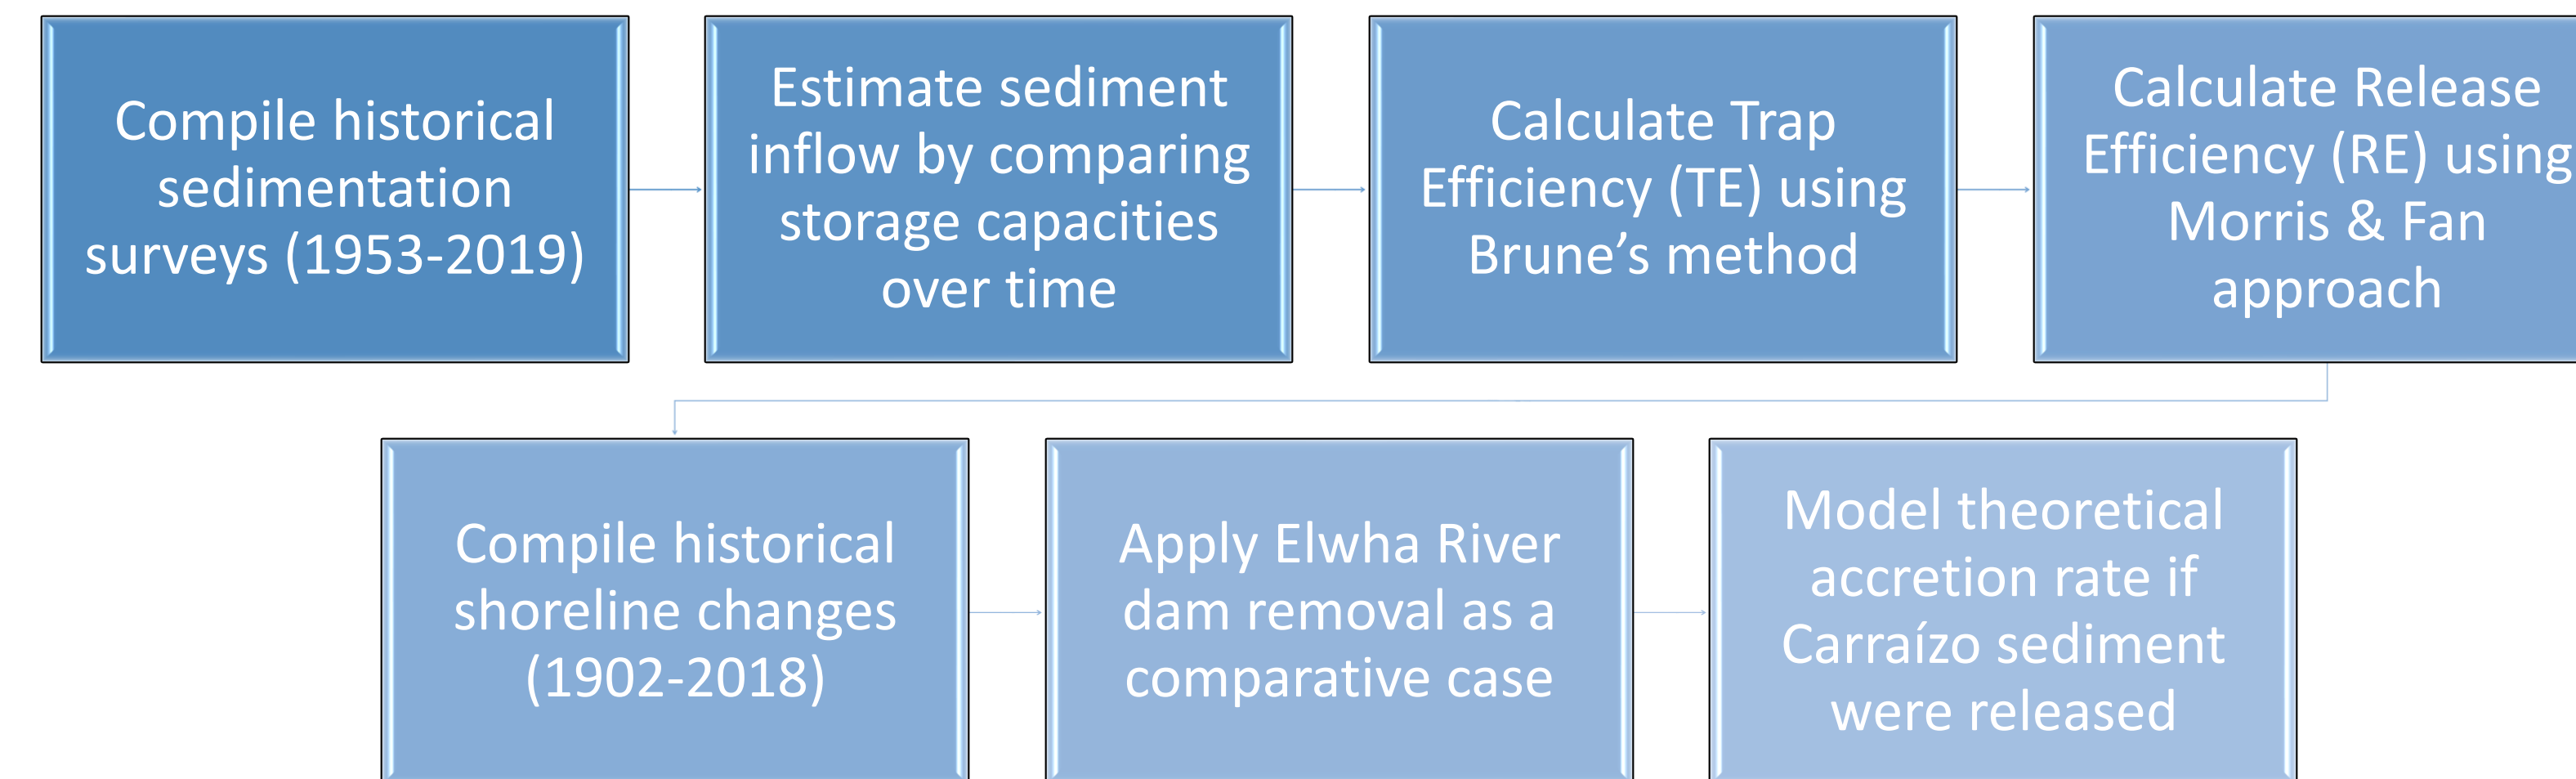 Compile historical
sedimentation
surveys (1953-2019)
Estimate sediment
inflow by comparing
storage capacities
over time
Calculate Trap
Efficiency (TE) using
Brune’s method
Calculate Release
Efficiency (RE) using
Morris & Fan
approach
Compile historical
shoreline changes
(1902-2018)
Apply Elwha River
dam removal as a
comparative case
Model theoretical
accretion rate if
Carraízo sediment
were released